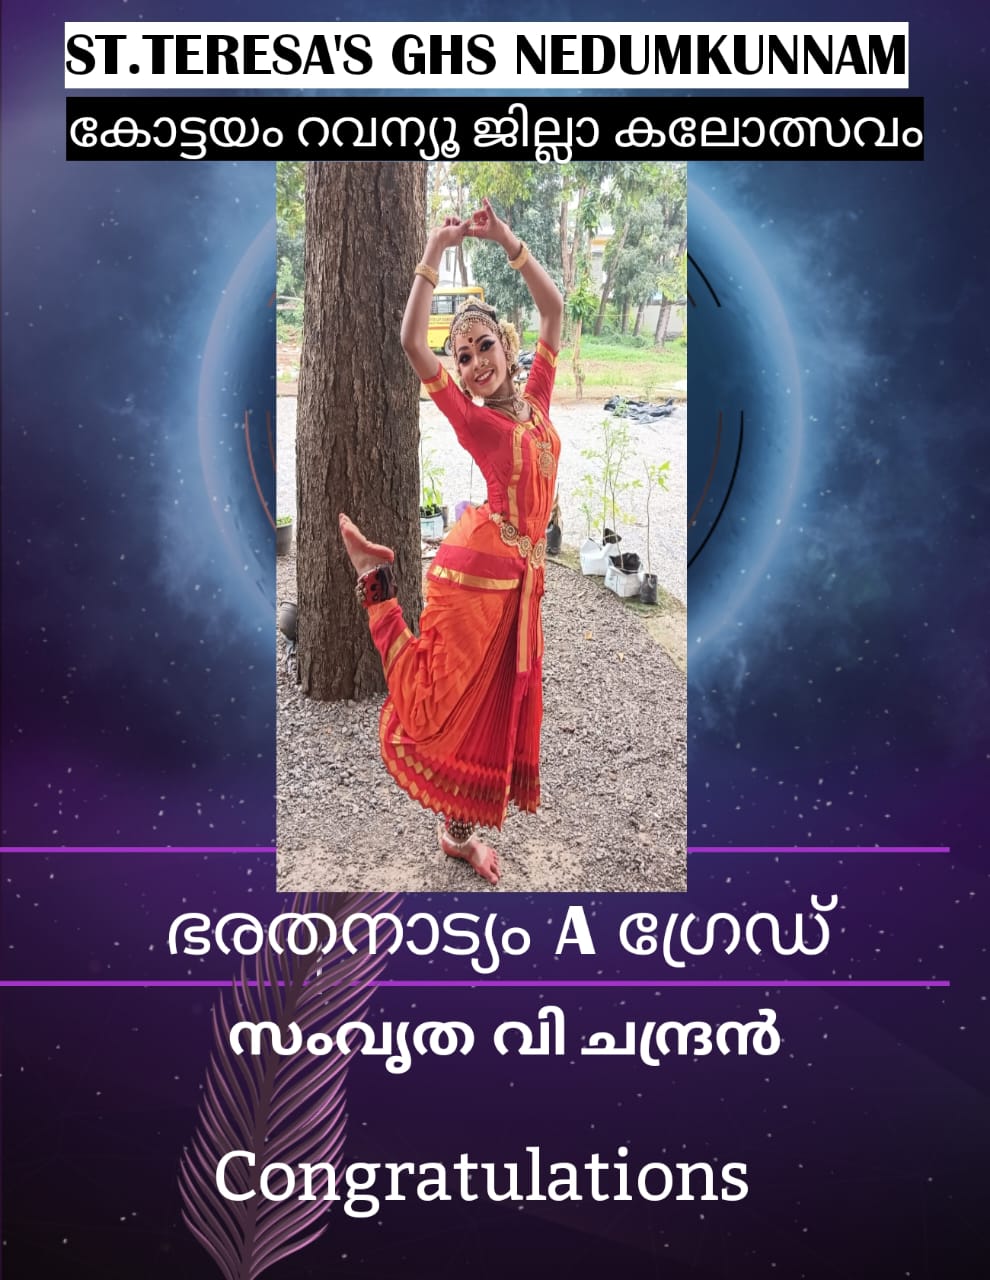 ST.TERESA'S GHS NEDUMKUNNAM
കോട്ടയം റവന്യൂ ജില്ലാ കലോത്സവം
ഭരതനാട്യം A ഗ്രേഡ്
സംവൃത വി ചന്ദ്രൻ
Congratulations